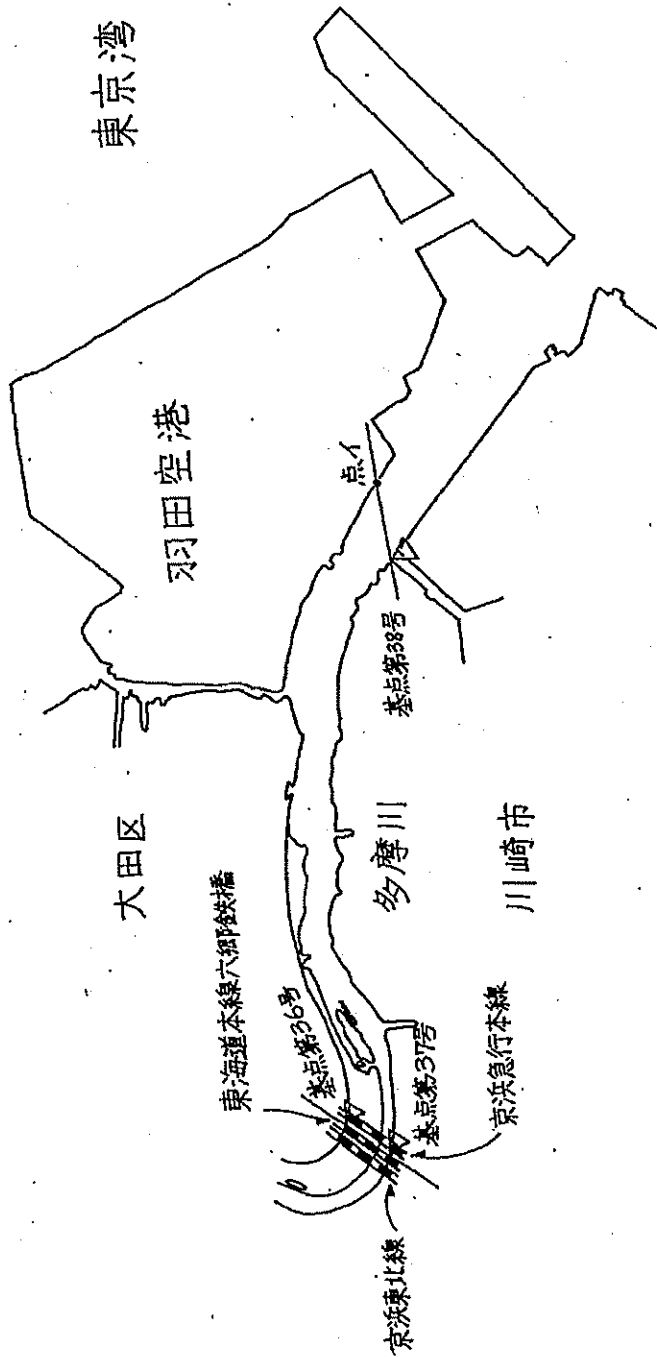 東京湾
羽田空港
大田区
点イ
基点第38号
東海道本線六郷鉄橋
基点第36号
多摩川
川崎市
基点第37号
京浜急行本線
京浜東北線